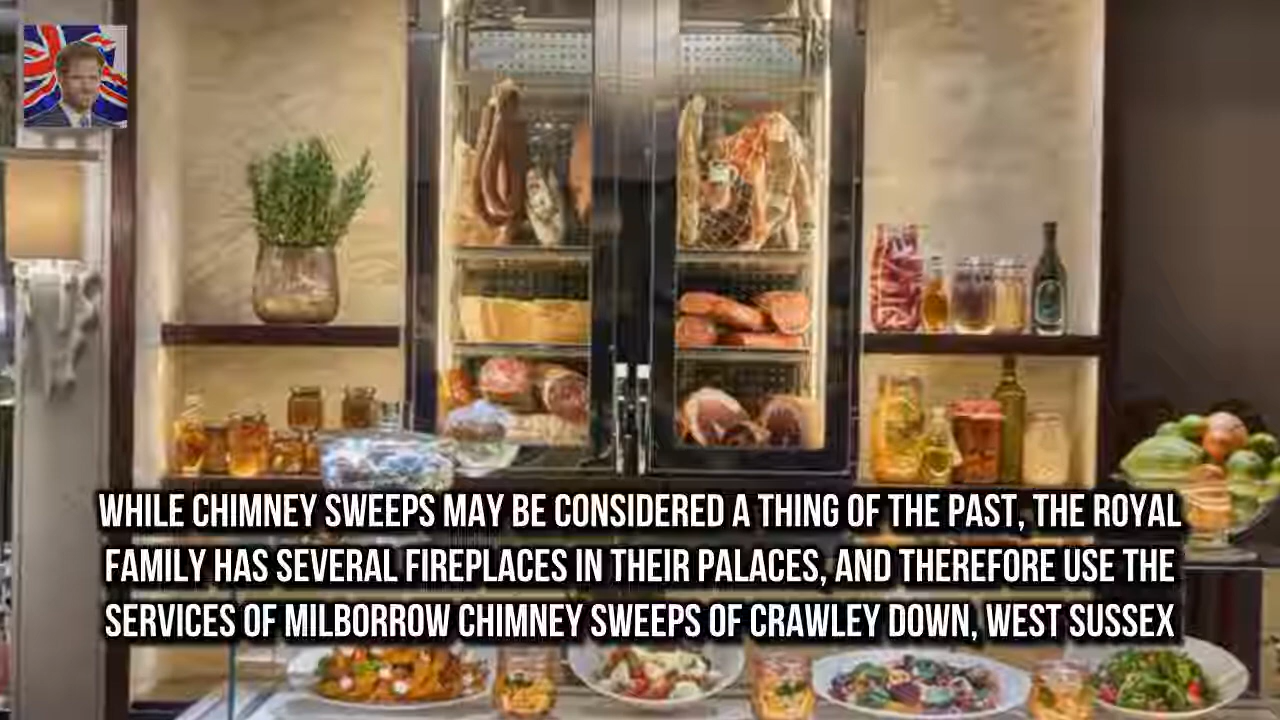 WHILE CHIMNEY SWEEPS MAY BE CONSIDERED A THING OF THE PAST, THE ROYAL
FAMILY HAS SEVERAL FIREPLACES IN THEIR PALACES, AND THEREFORE USE THE
SERVICES OF MILBORROW CHIMNEY SWEEPS OF CRAWLEY DOWN, WEST SUSSEX